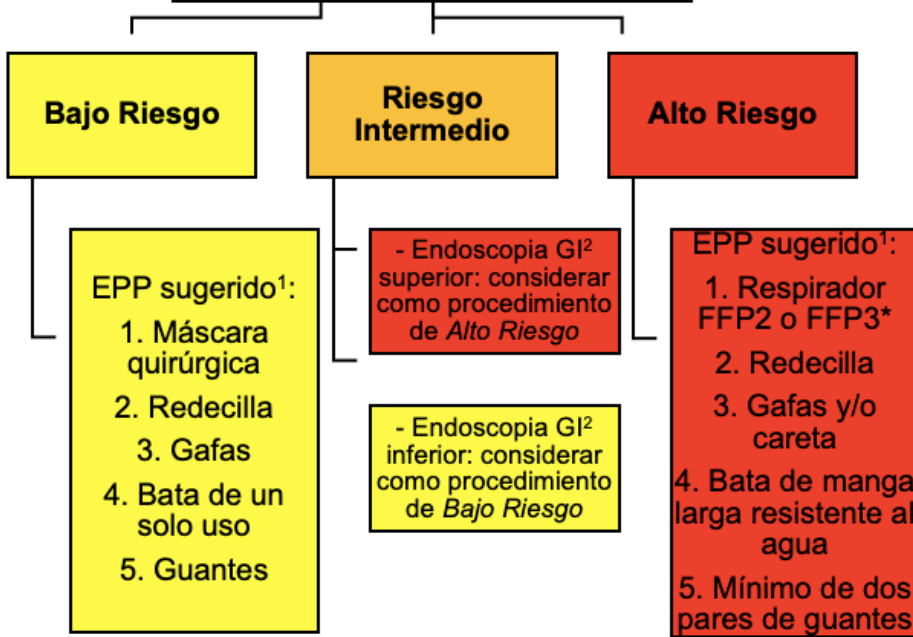 Bajo Riesgo
EPP sugerido¹:
1. Máscara
quirúrgica
2. Redecilla
3. Gafas
4. Bata de un
solo uso
5. Guantes
Riesgo
Intermedio
- Endoscopia GI²
superior: considerar
como procedimiento
de Alto Riesgo
- Endoscopia GI²
inferior: considerar
como procedimiento
de Bajo Riesgo
Alto Riesgo
EPP sugerido¹:
1. Respirador
FFP2 o FFP3*
2. Redecilla
3. Gafas y/o
careta
4. Bata de manga
larga resistente al
agua
5. Mínimo de dos
pares de guantes